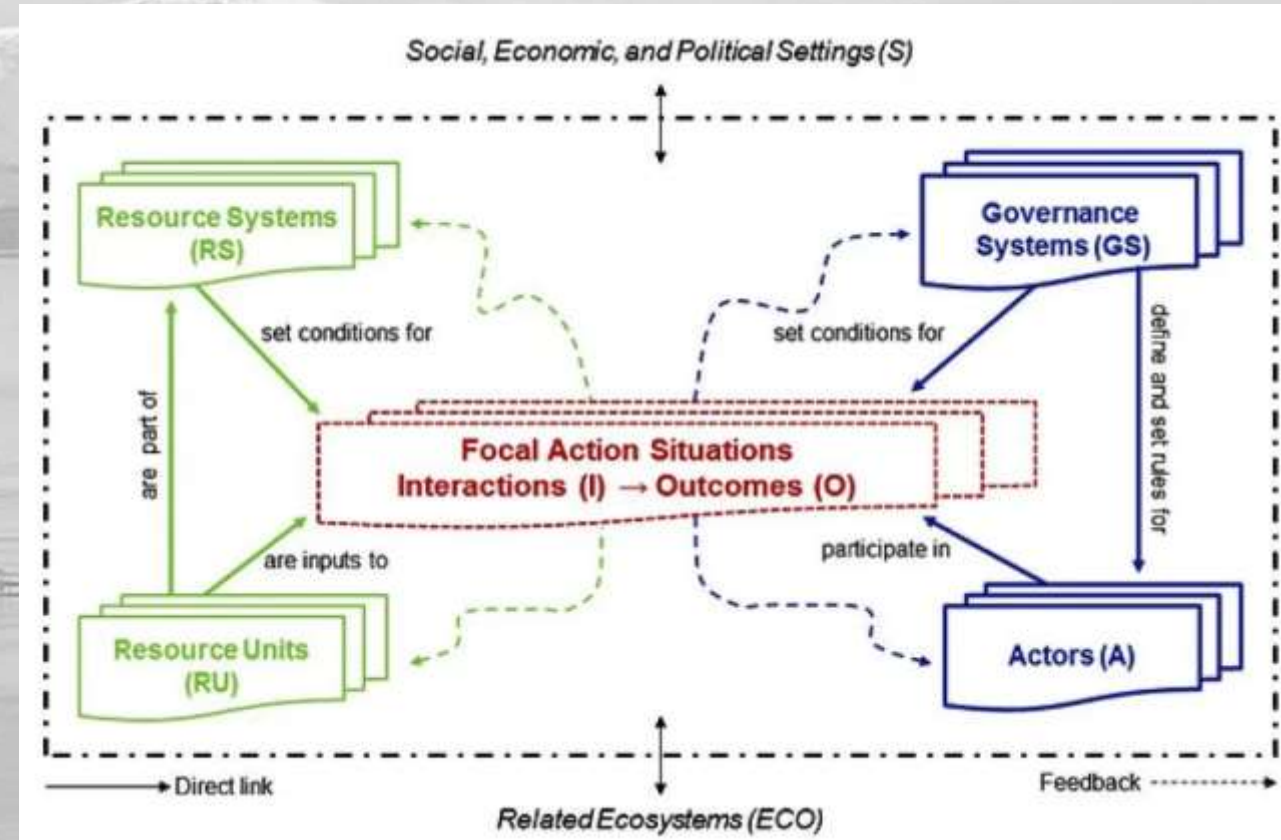 Social, Economic, and Political Settings (S)
Resource Systems
(RS)
Governance
Systems (GS)
set conditions for
set conditions for
are part of
define and set rules for
Focal Action Situations
Interactions (I) → Outcomes (O)
are inputs to
participate in
Resource Units
(RU)
Actors (A)
Direct link
Feedback
Related Ecosystems (ECO)